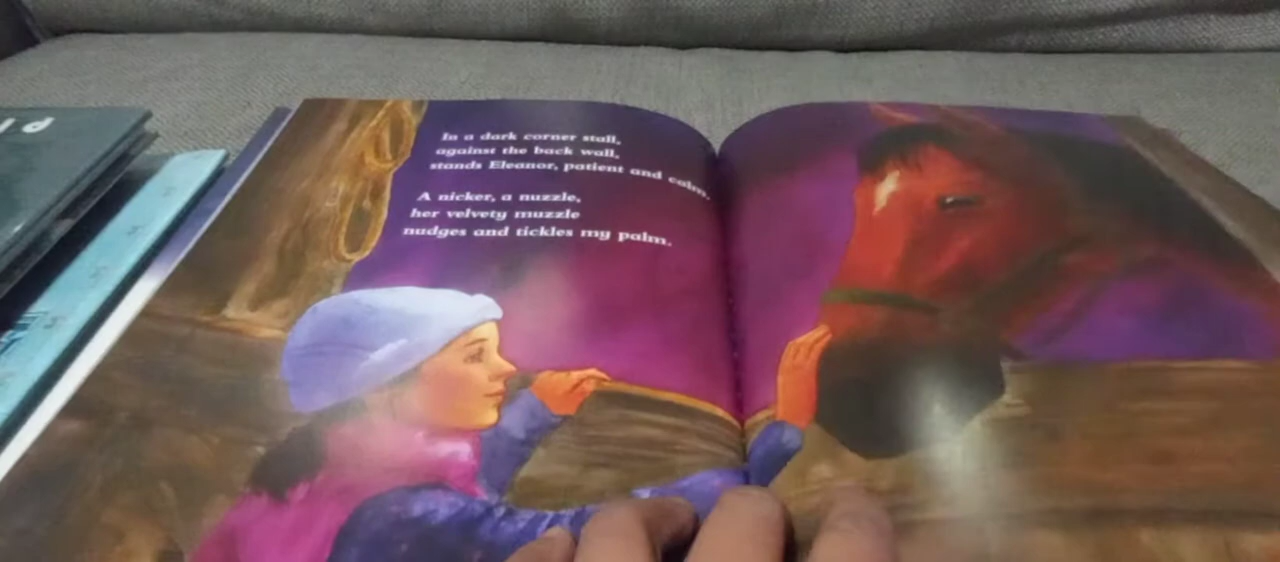 In a dark corner stall,
against the back wall,
stands Eleanor, patient and calm.
A nicker, a nuzzle,
her velvety muzzle
nudges and tickles my palm.